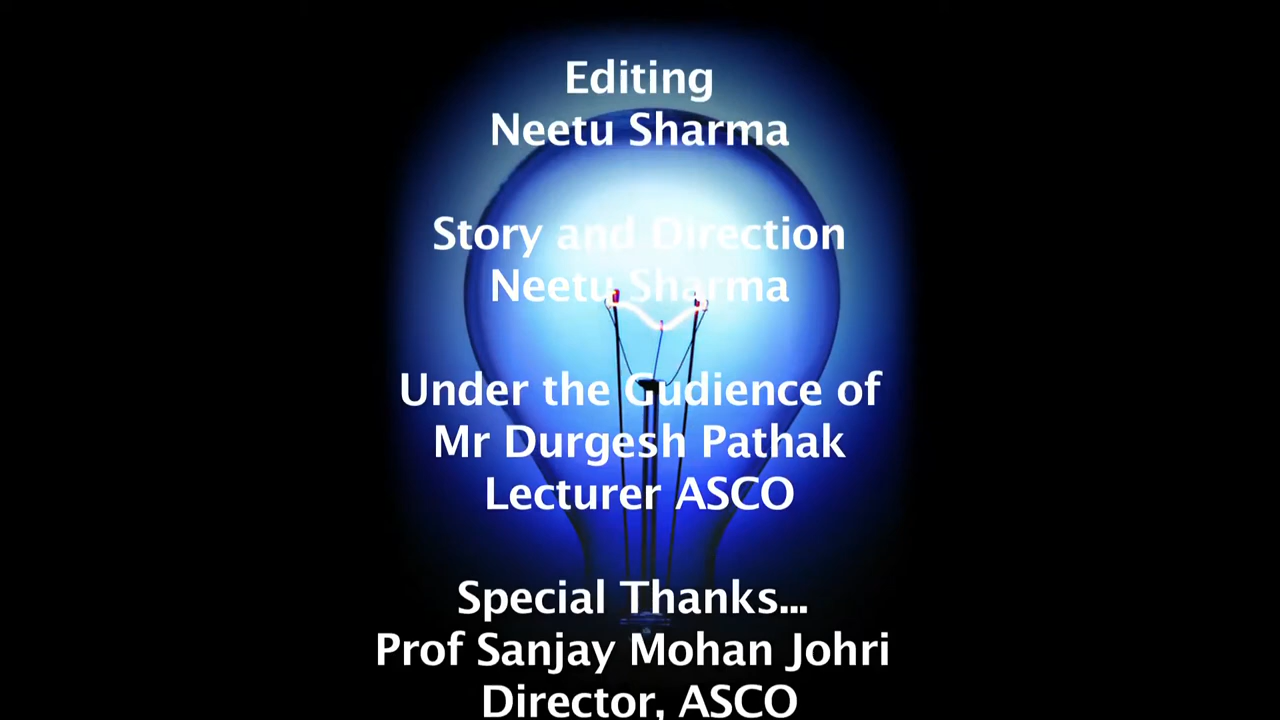 Editing
Neetu Sharma
Story and Direction
Neetu Sharma
Under the Gudience of
Mr Durgesh Pathak
Lecturer ASCO
Special Thanks...
Prof Sanjay Mohan Johri
Director, ASCO